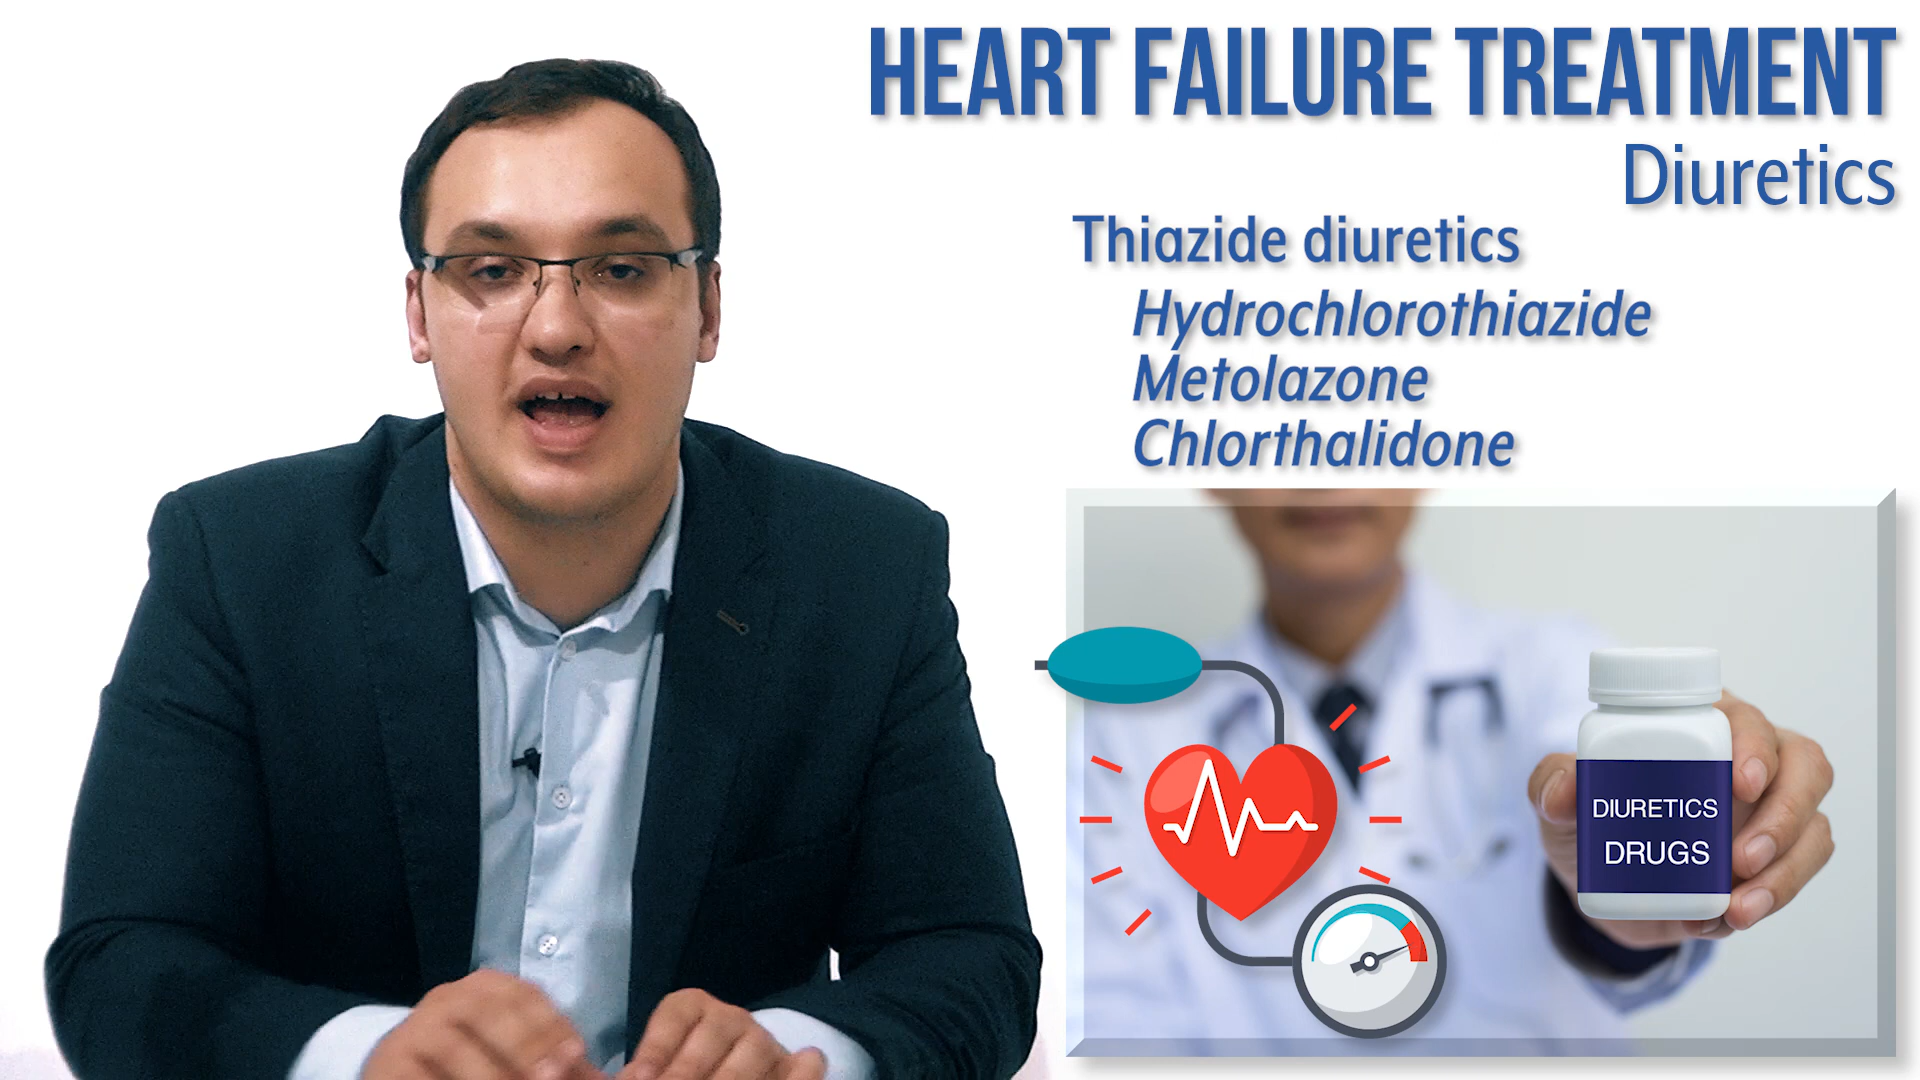 HEART FAILURE TREATMENT
Diuretics
Thiazide diuretics
Hydrochlorothiazide
Metolazone
Chlorthalidone
DIURETICS
DRUGS